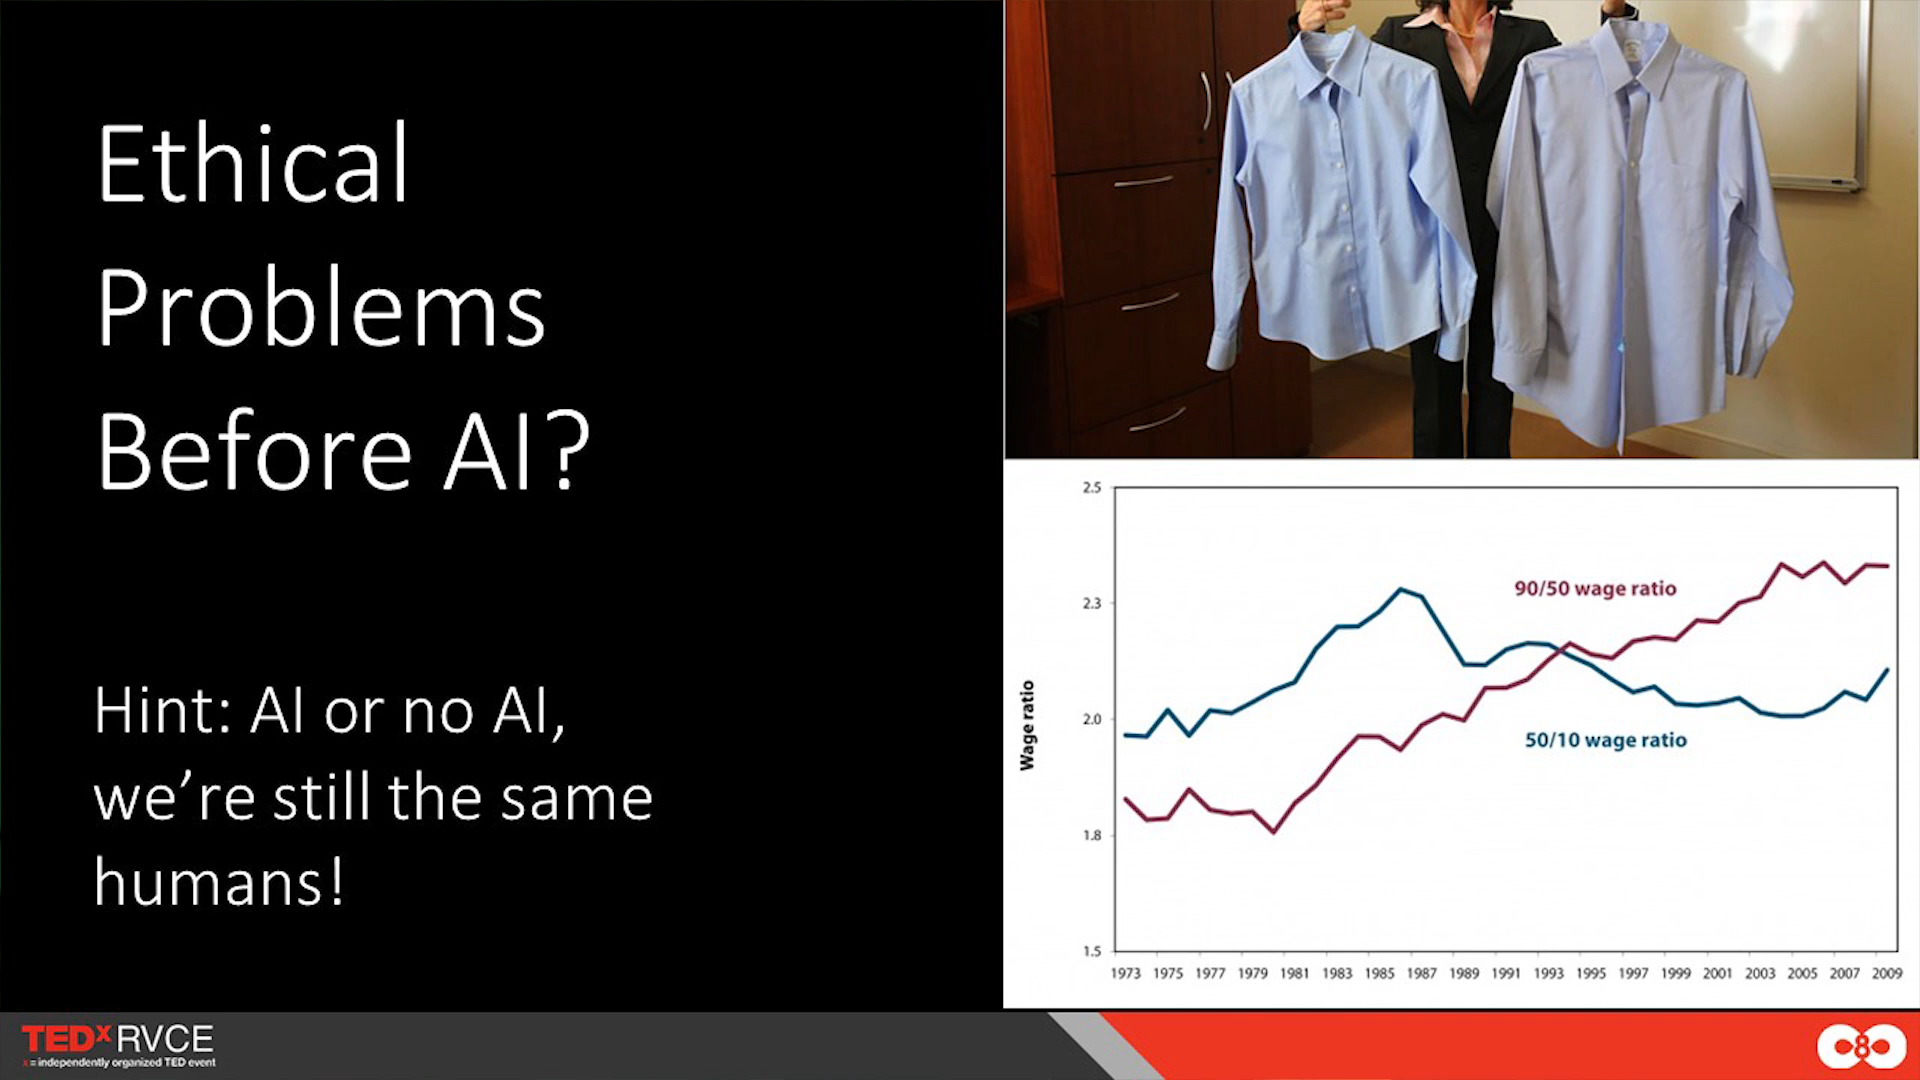 Ethical
Problems
Before AI?
Hint: AI or no AI,
we're still the same
humans!
2.5
2.3
2.0
1.8
1.5
Wage ratio
90/50 wage ratio
50/10 wage ratio
1973 1975 1977 1979 1981 1983 1985 1987 1989 1991 1993 1995 1997 1999 2001 2003 2005 2007 2009
TEDx RVCE
x = independently organized TED event
8